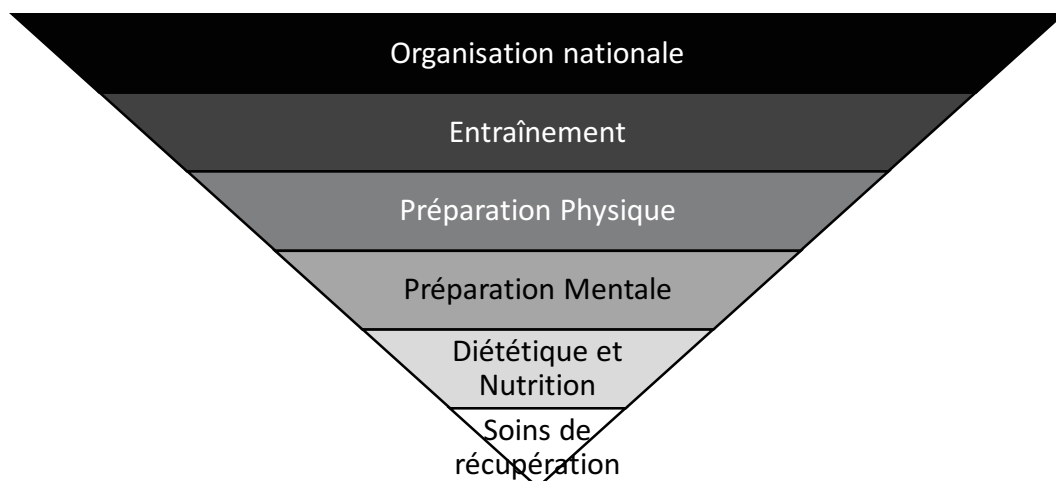 Organisation nationale
Entraînement
Préparation Physique
Préparation Mentale
Diététique et
Nutrition
Soins de
récupération